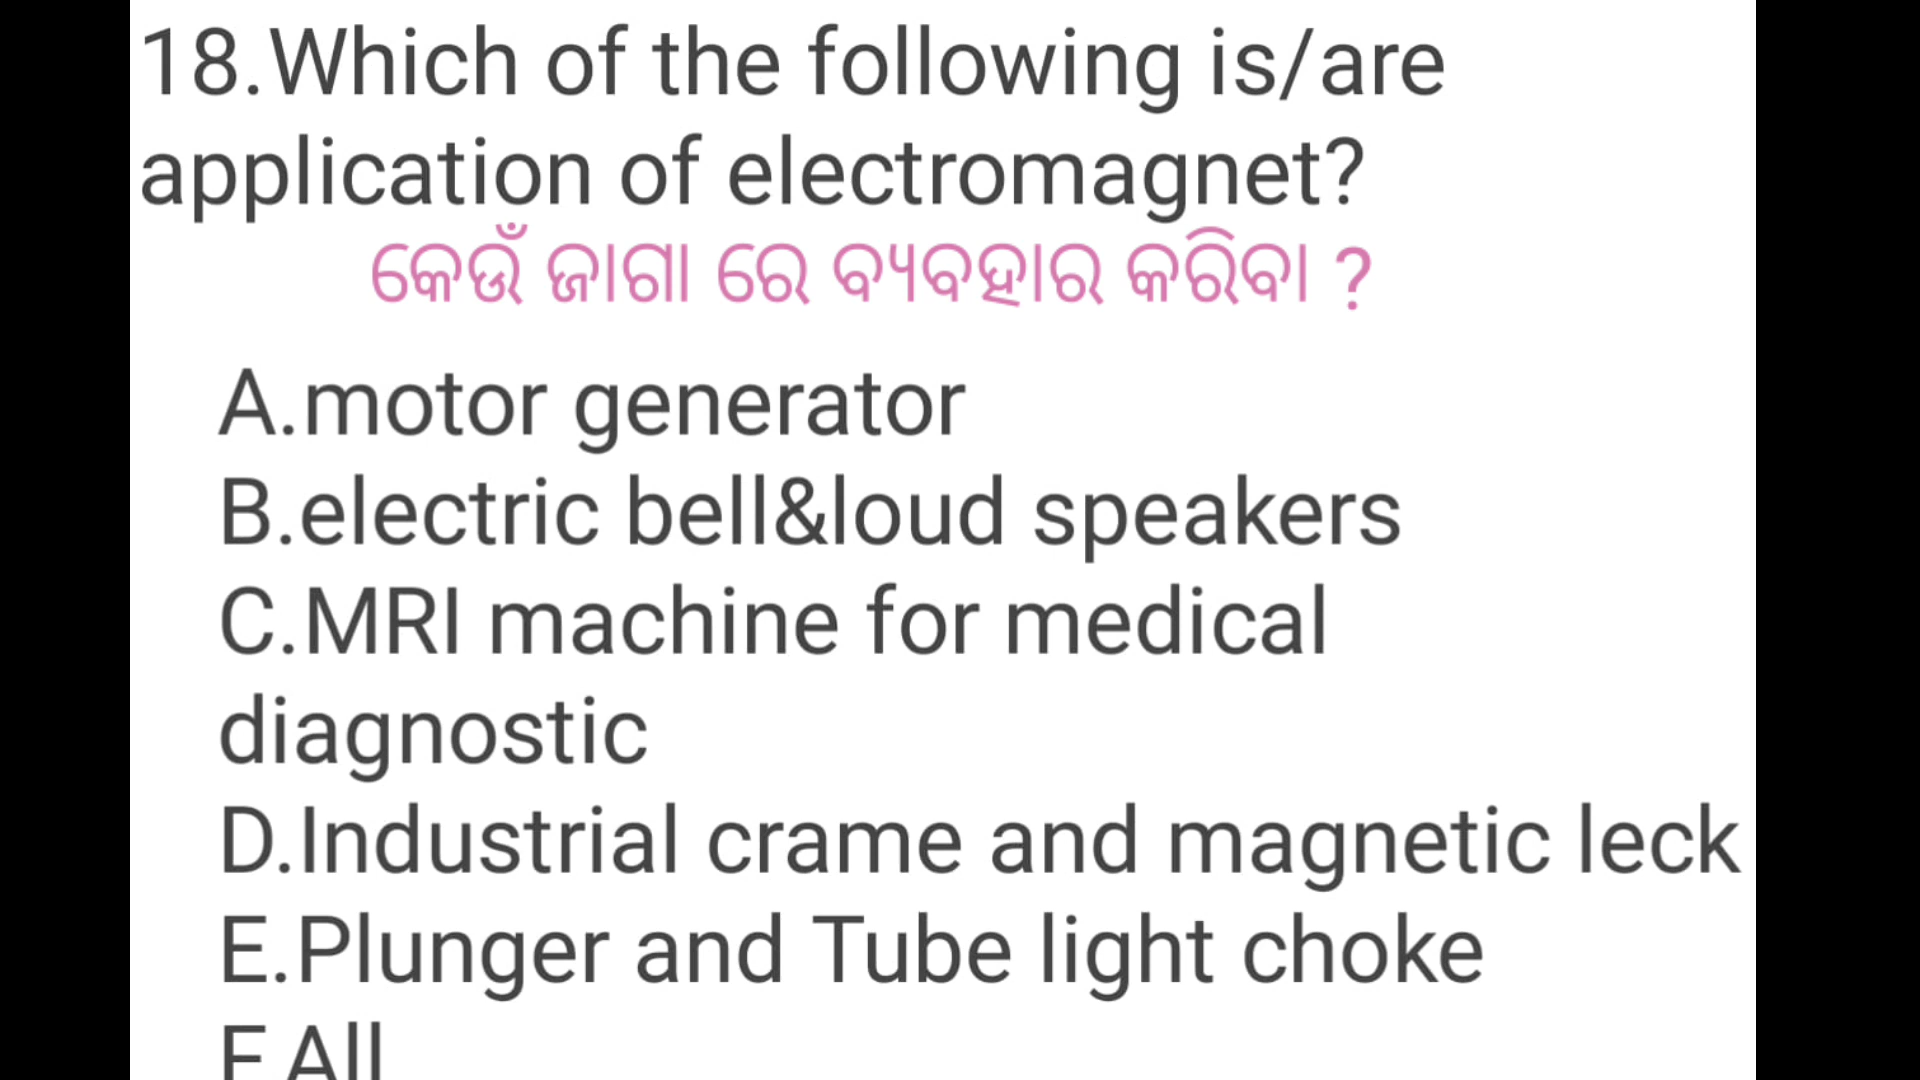 18.Which of the following is/are
application of electromagnet?
କେଉଁ ଜାଗା ରେ ବ୍ୟବହାର କରିବା ?
A.motor generator
B.electric bell&loud speakers
C.MRI machine for medical
diagnostic
D.Industrial crame and magnetic leck
E.Plunger and Tube light choke
F.All